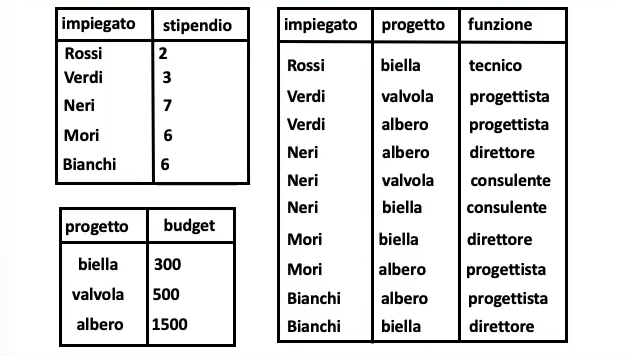 impiegato stipendio
Rossi 2
Verdi 3
Neri 7
Mori 6
Bianchi 6
progetto budget
biella 300
valvola 500
albero 1500
impiegato progetto funzione
Rossi biella tecnico
Verdi valvola progettista
Verdi albero progettista
Neri albero direttore
Neri valvola consulente
Neri biella consulente
Mori biella direttore
Mori albero progettista
Bianchi albero progettista
Bianchi biella direttore